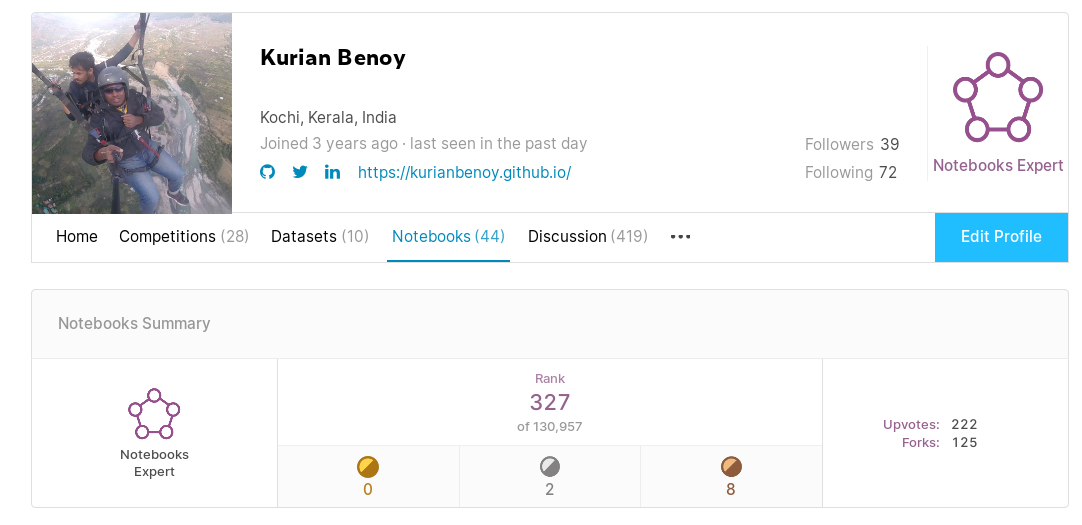 Kurian Benoy
Kochi, Kerala, India
Joined 3 years ago · last seen in the past day
https://kurianbenoy.github.io/
Followers 39
Following 72
Notebooks Expert
Home Competitions (28) Datasets (10) Notebooks (44) Discussion (419) Edit Profile
Notebooks Summary
Notebooks
Expert
Rank
327
of 130,957
0
2
8
Upvotes: 222
Forks: 125